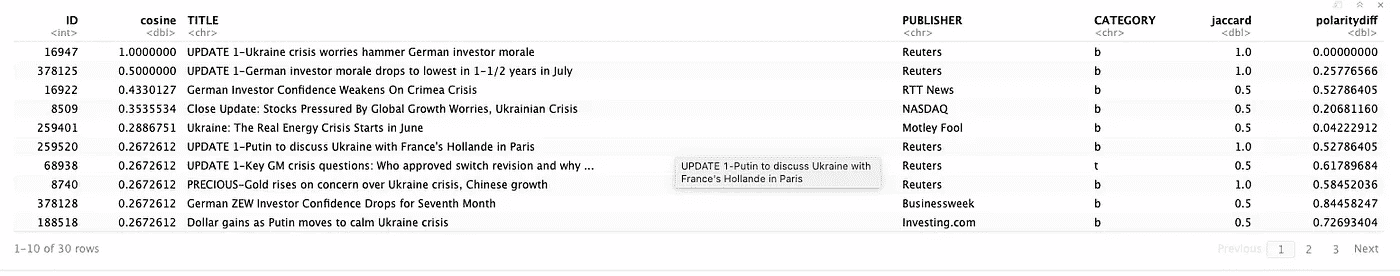 ID cosine TITLE PUBLISHER CATEGORY jaccard polaritydiff
<int> <dbl> <chr> <chr> <chr> <dbl> <dbl>
16947 1.0000000 UPDATE 1-Ukraine crisis worries hammer German investor morale Reuters b 1.0 0.00000000
378125 0.5000000 UPDATE 1-German investor morale drops to lowest in 1-1/2 years in July Reuters b 1.0 0.25776566
16922 0.4330127 German Investor Confidence Weakens On Crimea Crisis RTT News b 0.5 0.52786405
8509 0.3535534 Close Update: Stocks Pressured By Global Growth Worries, Ukrainian Crisis NASDAQ b 0.5 0.20681160
259401 0.2886751 Ukraine: The Real Energy Crisis Starts in June Motley Fool b 0.5 0.04222912
259520 0.2672612 UPDATE 1-Putin to discuss Ukraine with France's Hollande in Paris Reuters b 1.0 0.52786405
68938 0.2672612 UPDATE 1-Key GM crisis questions: Who approved switch revision and why ... Reuters t 0.5 0.61789684
UPDATE 1-Putin to discuss Ukraine with
France's Hollande in Paris
8740 0.2672612 PRECIOUS-Gold rises on concern over Ukraine crisis, Chinese growth Reuters b 1.0 0.58452036
378128 0.2672612 German ZEW Investor Confidence Drops for Seventh Month Businessweek b 0.5 0.84458247
188518 0.2672612 Dollar gains as Putin moves to calm Ukraine crisis Investing.com b 0.5 0.72693404
1-10 of 30 rows Previous 1 2 3 Next